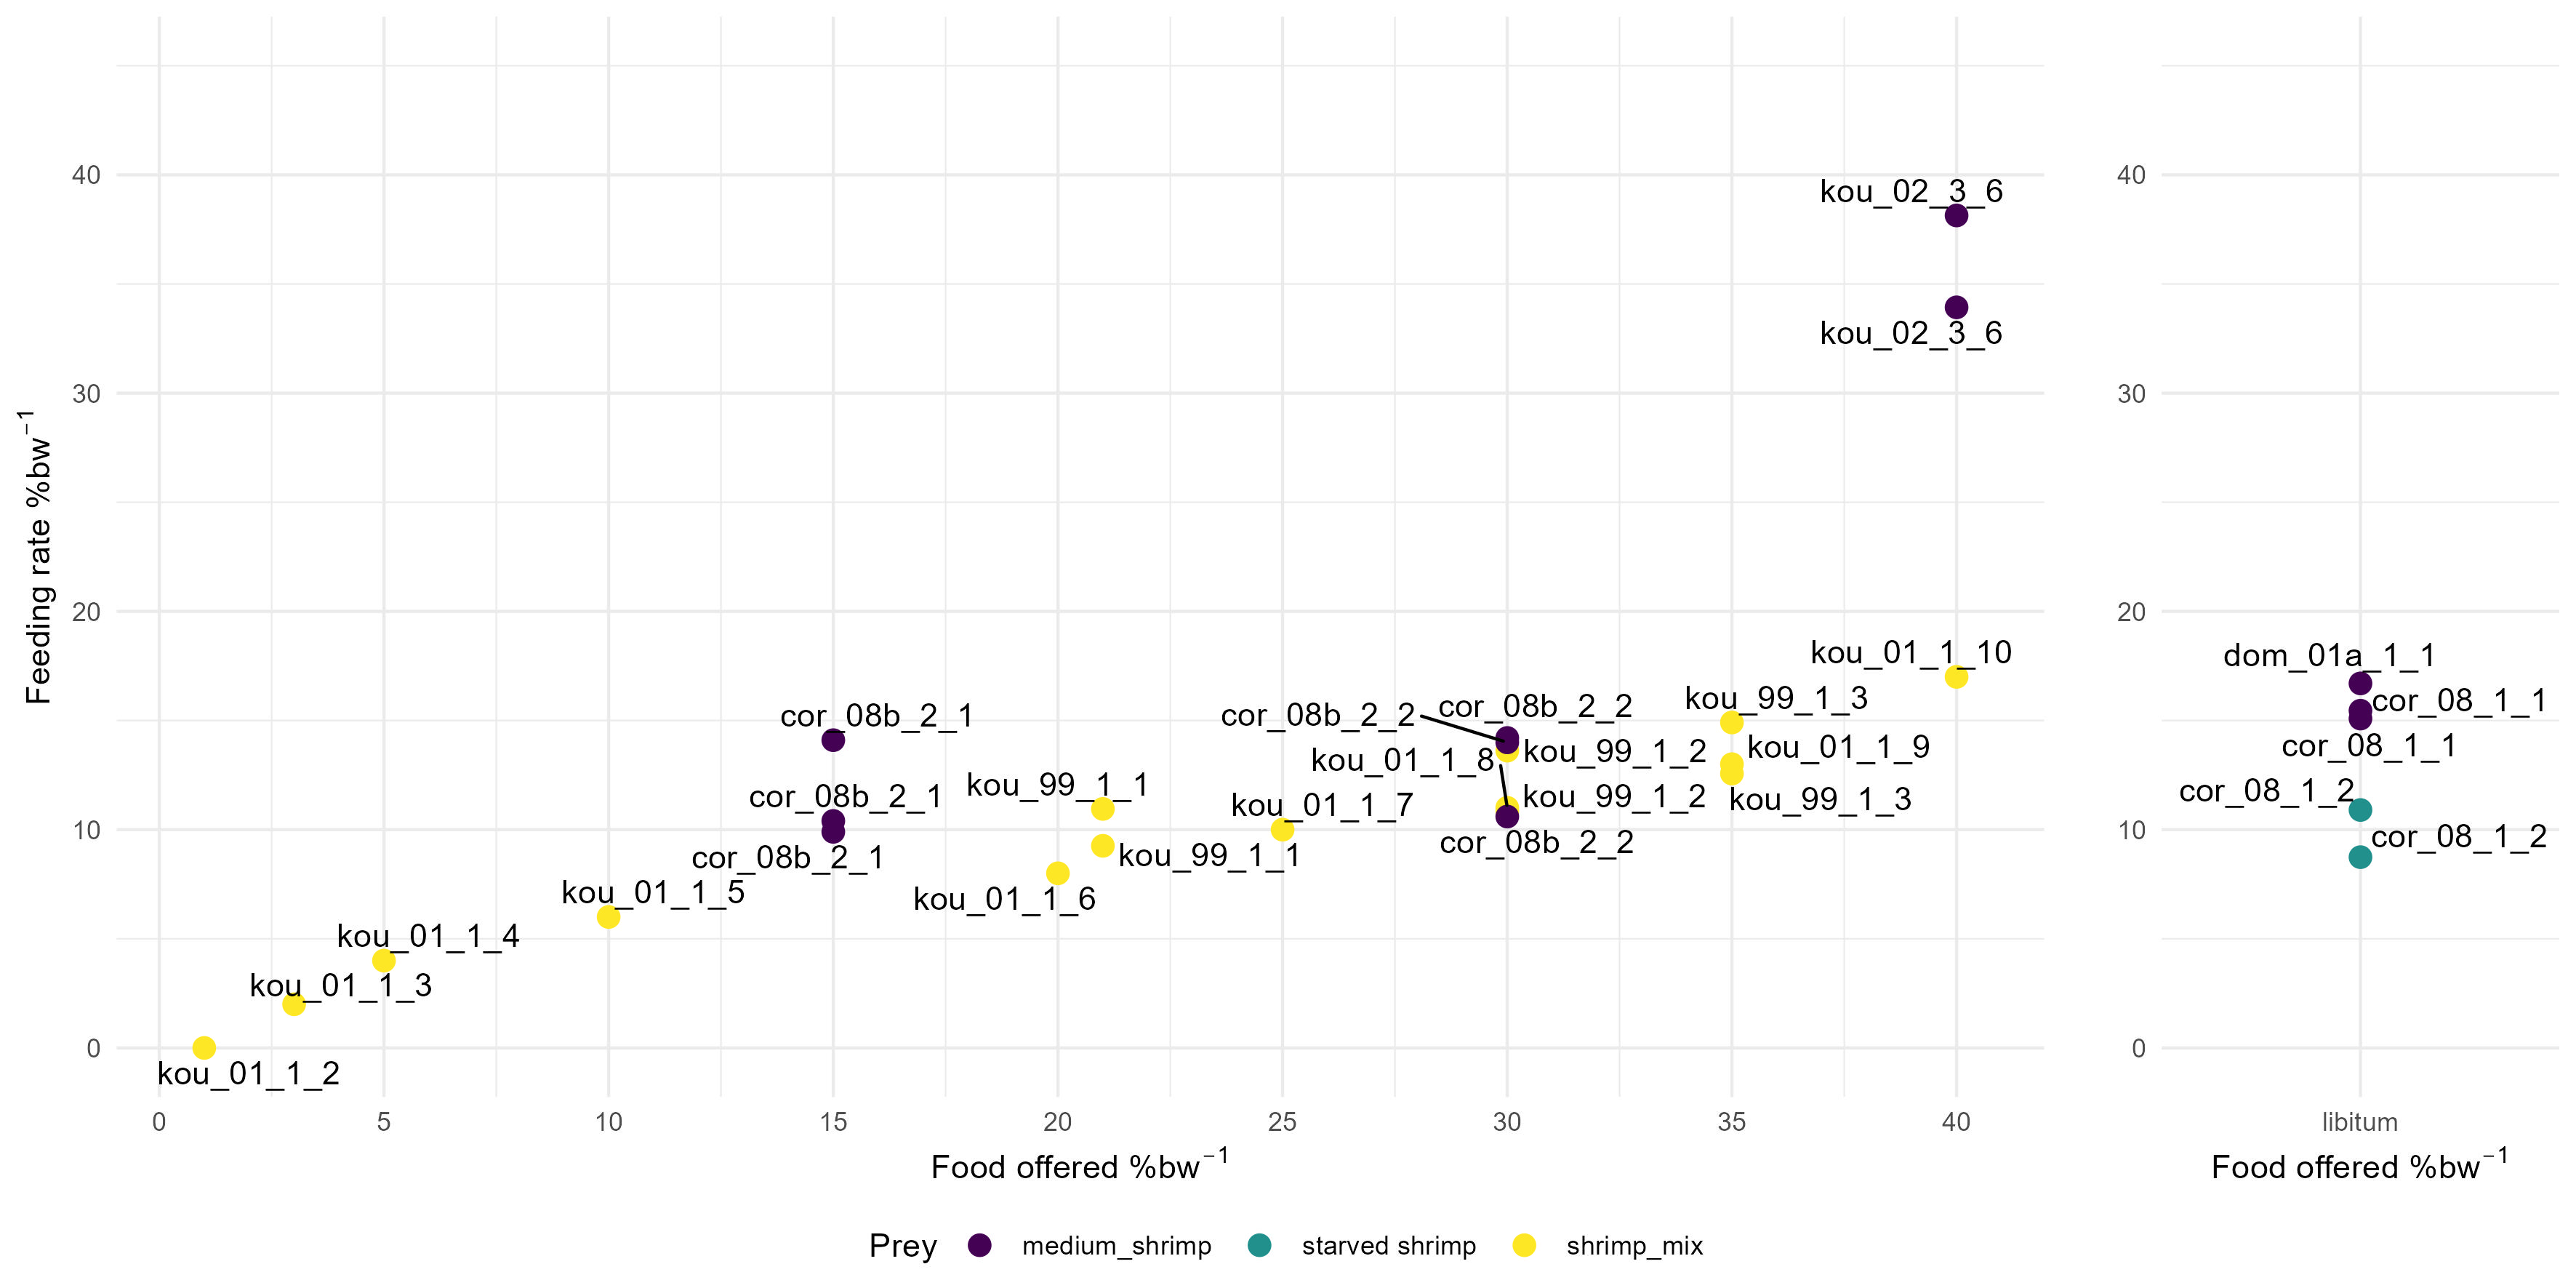 40
30
20
10
0
Feeding rate %bw⁻¹
kou_02_3_6
kou_02_3_6
kou_01_1_10
kou_99_1_3
cor_08b_2_2
cor_08b_2_2
cor_08b_2_1
kou_01_1_9
kou_99_1_2
kou_01_1_8
kou_99_1_1
cor_08b_2_1
kou_99_1_2
kou_99_1_3
kou_01_1_7
cor_08b_2_2
kou_99_1_1
cor_08b_2_1
kou_01_1_5
kou_01_1_6
kou_01_1_4
kou_01_1_3
kou_01_1_2
0 5 10 15 20 25 30 35 40
Food offered %bw⁻¹
40
30
20
10
0
dom_01a_1_1
cor_08_1_1
cor_08_1_1
cor_08_1_2
cor_08_1_2
libitum
Food offered %bw⁻¹
Prey medium_shrimp starved shrimp shrimp_mix